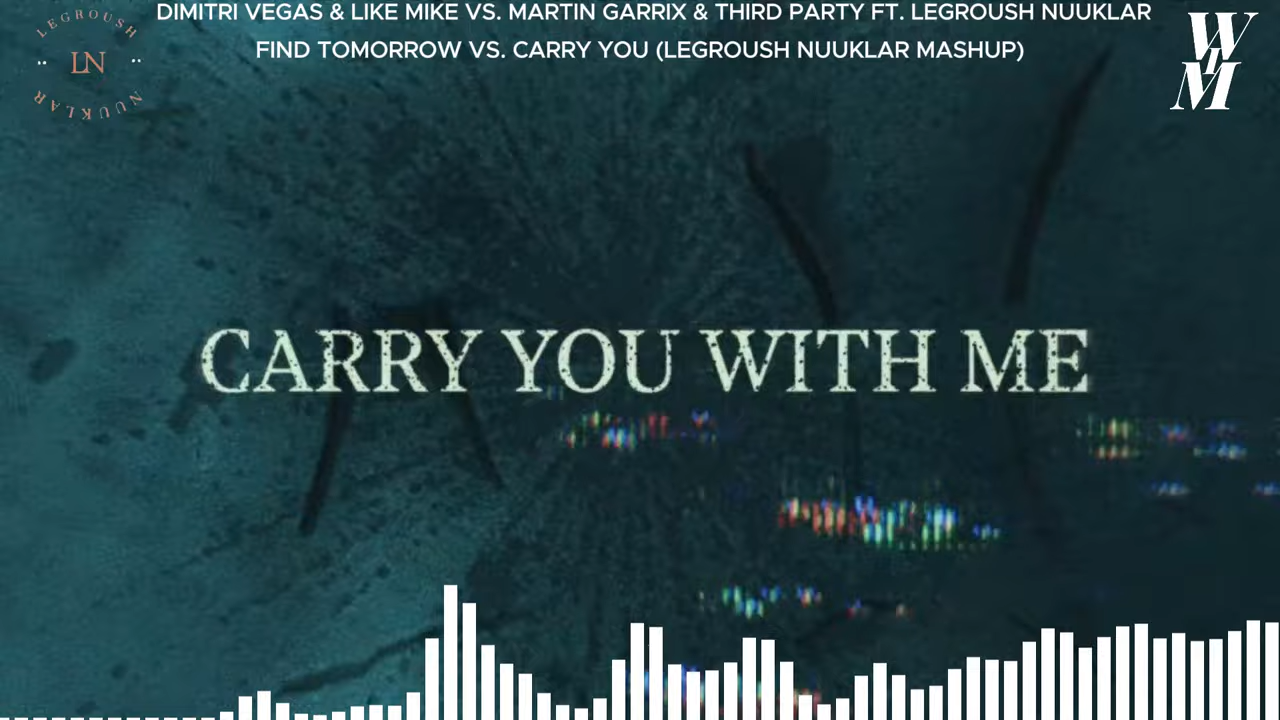 DIMITRI VEGAS & LIKE MIKE VS. MARTIN GARRIX & THIRD PARTY FT. LEGROUSH NUUKLAR
FIND TOMORROW VS. CARRY YOU (LEGROUSH NUUKLAR MASHUP)
LEGROUSH
LN
NUUKLAR
WM
CARRY YOU WITH ME